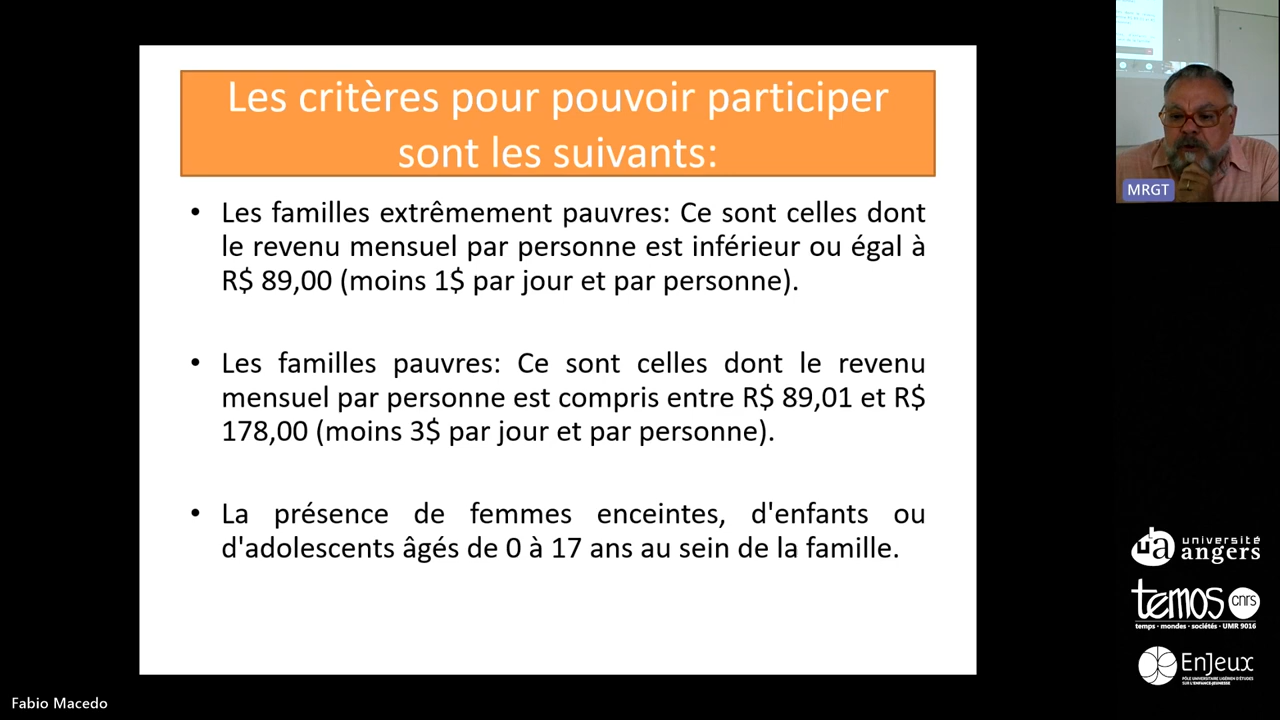 Les critères pour pouvoir participer
sont les suivants:
• Les familles extrêmement pauvres: Ce sont celles dont
le revenu mensuel par personne est inférieur ou égal à
R$ 89,00 (moins 1$ par jour et par personne).
• Les familles pauvres: Ce sont celles dont le revenu
mensuel par personne est compris entre R$ 89,01 et R$
178,00 (moins 3$ par jour et par personne).
• La présence de femmes enceintes, d'enfants ou
d'adolescents âgés de 0 à 17 ans au sein de la famille.
MRGT
ua université
angers
temos cnrs
temps • mondes • sociétés • UMR 9016
EnJeux
PÔLE UNIVERSITAIRE LIGÉRIEN D'ÉTUDES
SUR L'ENFANCE-JEUNESSE
Fabio Macedo